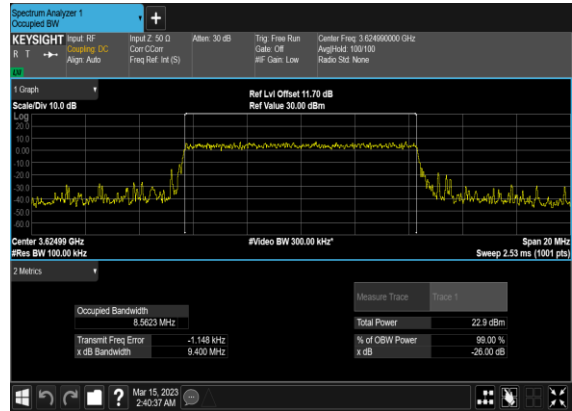 Spectrum Analyzer 1
Occupied BW
KEYSIGHT Input: RF Input Z: 50 Ω Atten: 30 dB Trig: Free Run Center Freq: 3.624990000 GHz
R T Coupling: DC Corr CCorr Gate: Off Avg|Hold: 100/100
Align: Auto Freq Ref: Int (S) #IF Gain: Low Radio Std: None
1 Graph
Ref Lvl Offset 11.70 dB
Scale/Div 10.0 dB Ref Value 30.00 dBm
Log
20.0
10.0
0.00
-10.0
-20.0
-30.0
-40.0
-50.0
-60.0
Center 3.62499 GHz #Video BW 300.00 kHz* Span 20 MHz
#Res BW 100.00 kHz Sweep 2.53 ms (1001 pts)
2 Metrics
Measure Trace Trace 1
Occupied Bandwidth
8.5623 MHz Total Power 22.9 dBm
Transmit Freq Error -1.148 kHz % of OBW Power 99.00 %
x dB Bandwidth 9.400 MHz x dB -26.00 dB
? Mar 15, 2023
2:40:37 AM